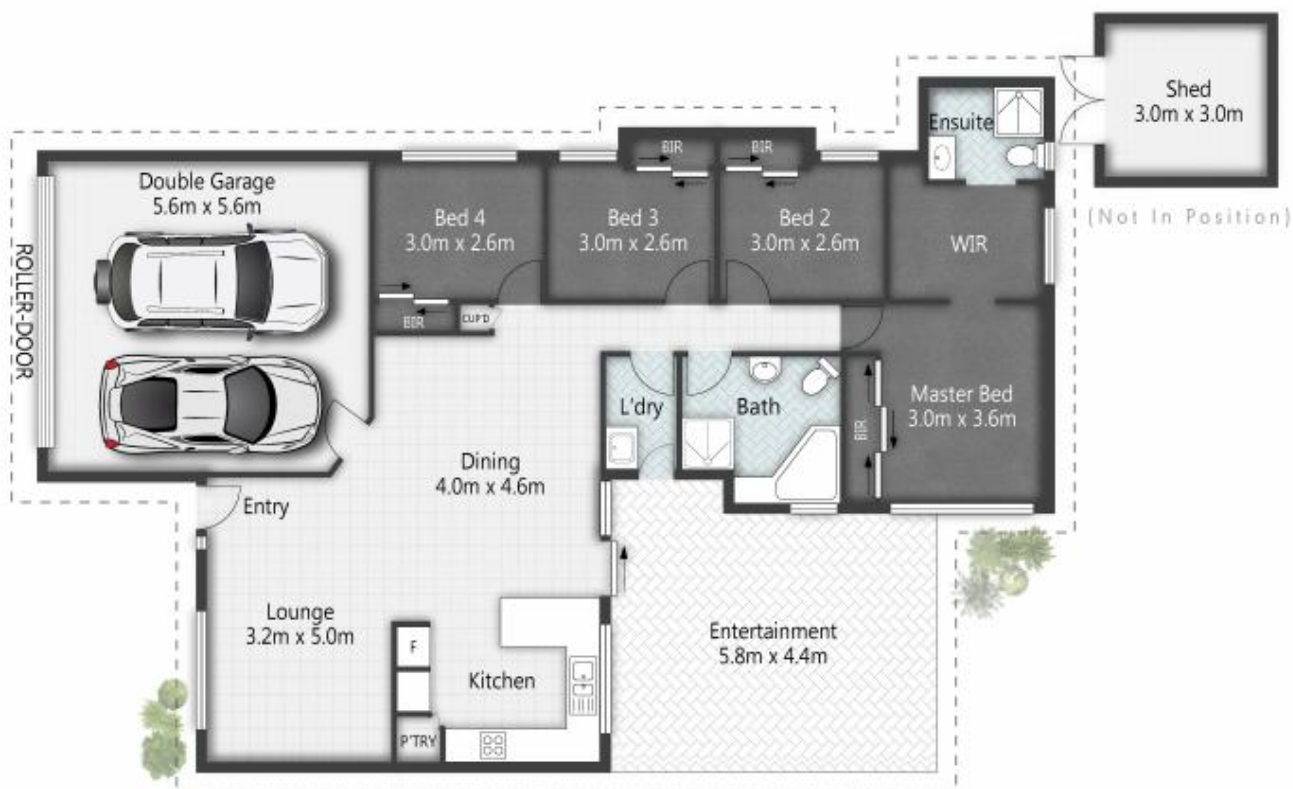 Shed
3.0m x 3.0m
(Not In Position)
Ensuite
BIR
BIR
Double Garage
5.6m x 5.6m
Bed 4
3.0m x 2.6m
Bed 3
3.0m x 2.6m
Bed 2
3.0m x 2.6m
WIR
ROLLER-DOOR
BIR
CUP'D
L'dry
Bath
BIR
Master Bed
3.0m x 3.6m
Dining
4.0m x 4.6m
Entry
Lounge
3.2m x 5.0m
F
Kitchen
P'TRY
Entertainment
5.8m x 4.4m